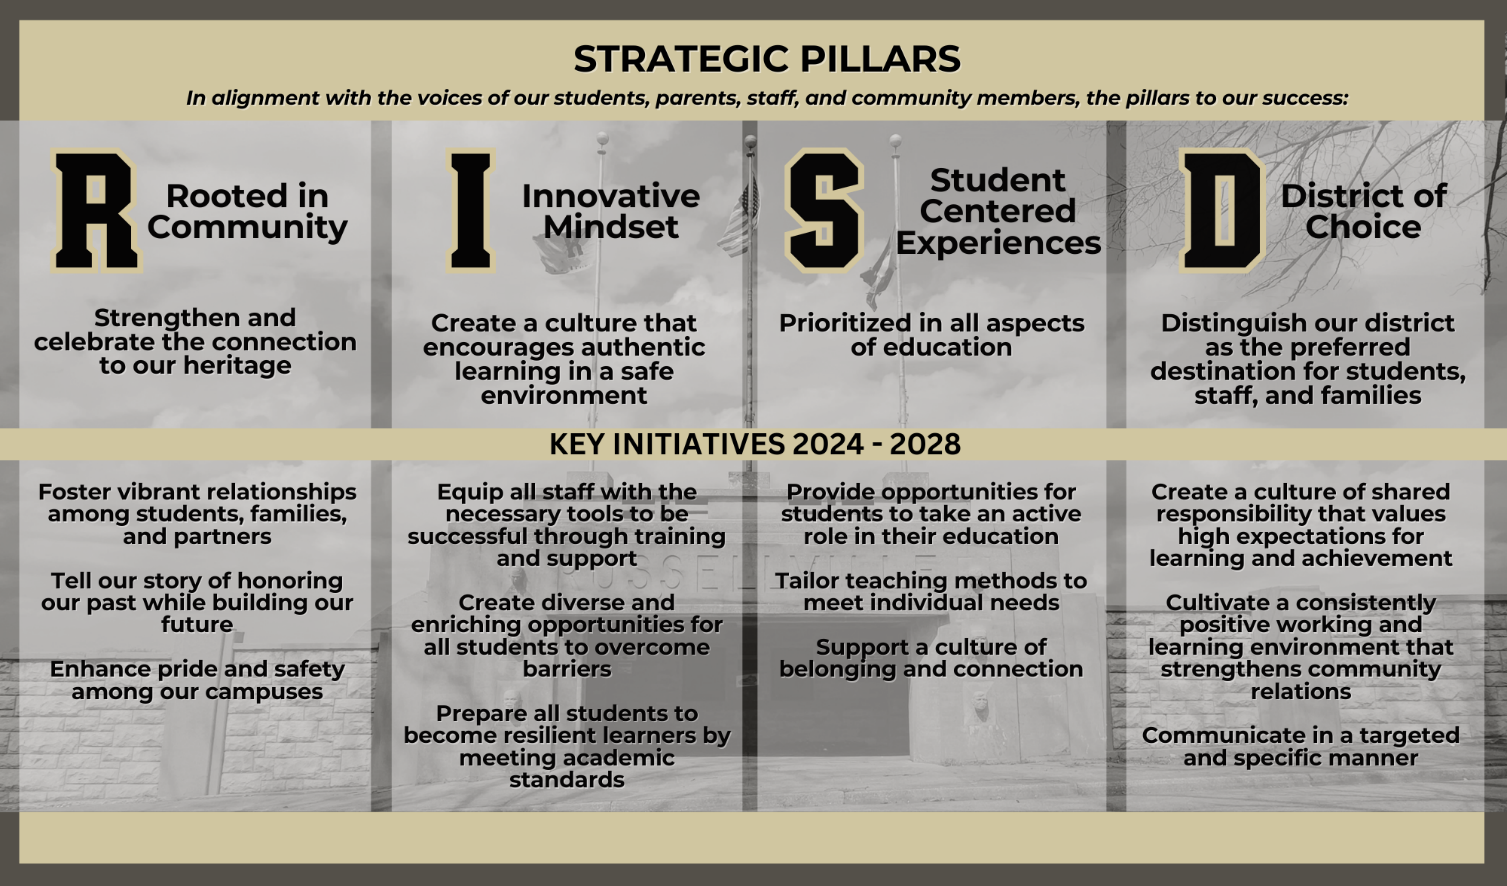 STRATEGIC PILLARS
In alignment with the voices of our students, parents, staff, and community members, the pillars to our success:
R
Rooted in
Community
Strengthen and
celebrate the connection
to our heritage
I
Innovative
Mindset
Create a culture that
encourages authentic
learning in a safe
environment
S
Student
Centered
Experiences
Prioritized in all aspects
of education
D
District of
Choice
Distinguish our district
as the preferred
destination for students,
staff, and families
KEY INITIATIVES 2024 - 2028
Foster vibrant relationships
among students, families,
and partners
Tell our story of honoring
our past while building our
future
Enhance pride and safety
among our campuses
Equip all staff with the
necessary tools to be
successful through training
and support
Create diverse and
enriching opportunities for
all students to overcome
barriers
Prepare all students to
become resilient learners by
meeting academic
standards
Provide opportunities for
students to take an active
role in their education
Tailor teaching methods to
meet individual needs
Support a culture of
belonging and connection
Create a culture of shared
responsibility that values
high expectations for
learning and achievement
Cultivate a consistently
positive working and
learning environment that
strengthens community
relations
Communicate in a targeted
and specific manner
RUSSELLVILLE